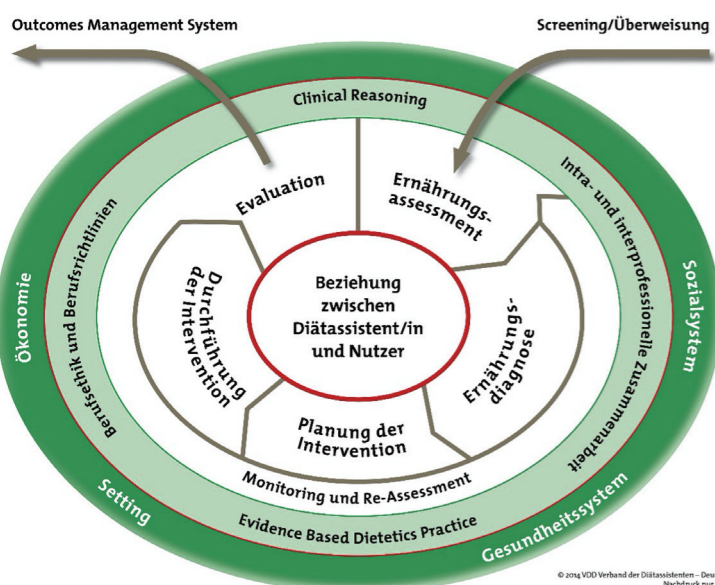 Outcomes Management System
Screening/Überweisung
Clinical Reasoning
Evaluation
Ernährungs-
assessment
Intra- und interprofessionelle Zusammenarbeit
Berufsethik und Berufsrichtlinien
Ökonomie
Sozialsystem
Durchführung
der Intervention
Beziehung
zwischen
Diätassistent/in
und Nutzer
Ernährungs-
diagnose
Planung der
Intervention
Monitoring und Re-Assessment
Evidence Based Dietetics Practice
Setting
Gesundheitssystem
© 2014 VDD Verband der Diätassistenten – Deu
Nachdruck nur